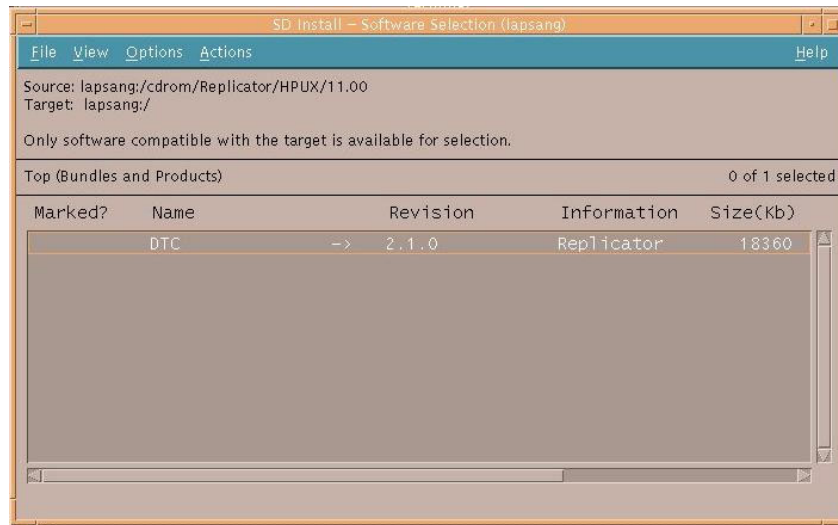 SD Install – Software Selection (lapsang)
File View Options Actions Help
Source: lapsang:/cdrom/Replicator/HPUX/11.00
Target: lapsang:/
Only software compatible with the target is available for selection.
Top (Bundles and Products) 0 of 1 selected
Marked? Name Revision Information Size(Kb)
DTC -> 2.1.0 Replicator 18360